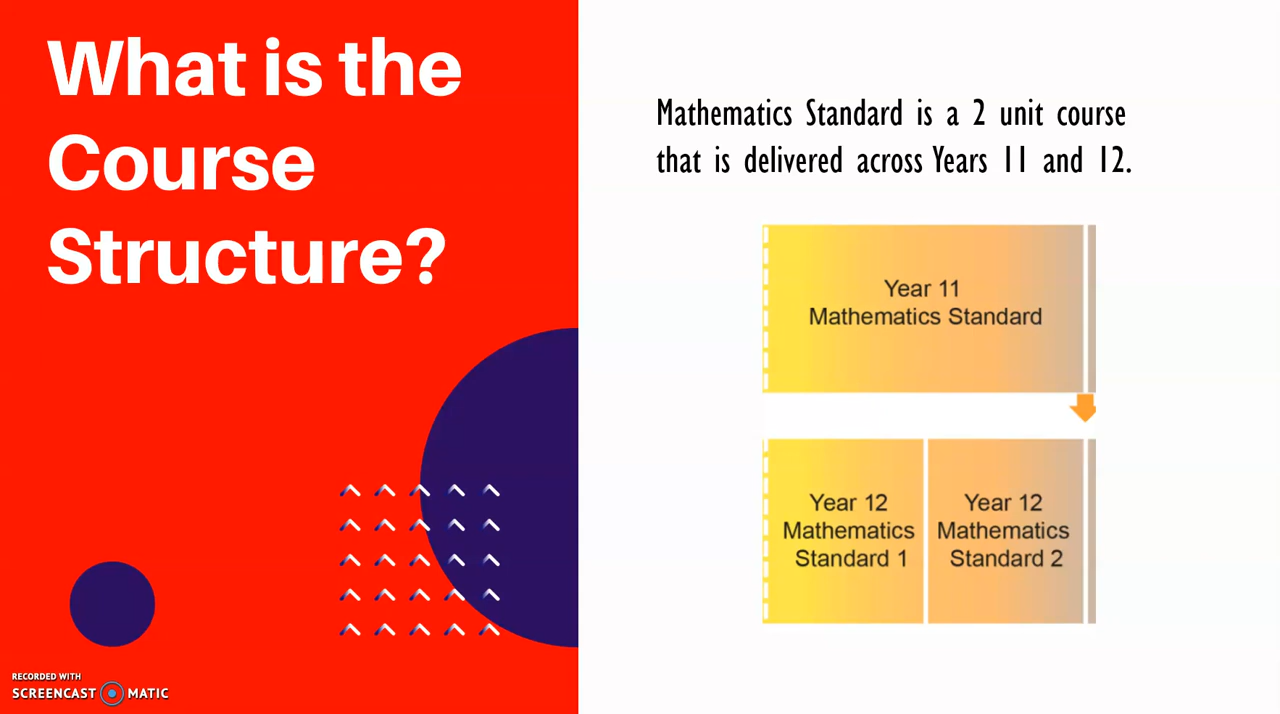 What is the
Course
Structure?
Mathematics Standard is a 2 unit course
that is delivered across Years 11 and 12.
Year 11
Mathematics Standard
Year 12
Mathematics
Standard 1
Year 12
Mathematics
Standard 2
RECORDED WITH
SCREENCAST MATIC